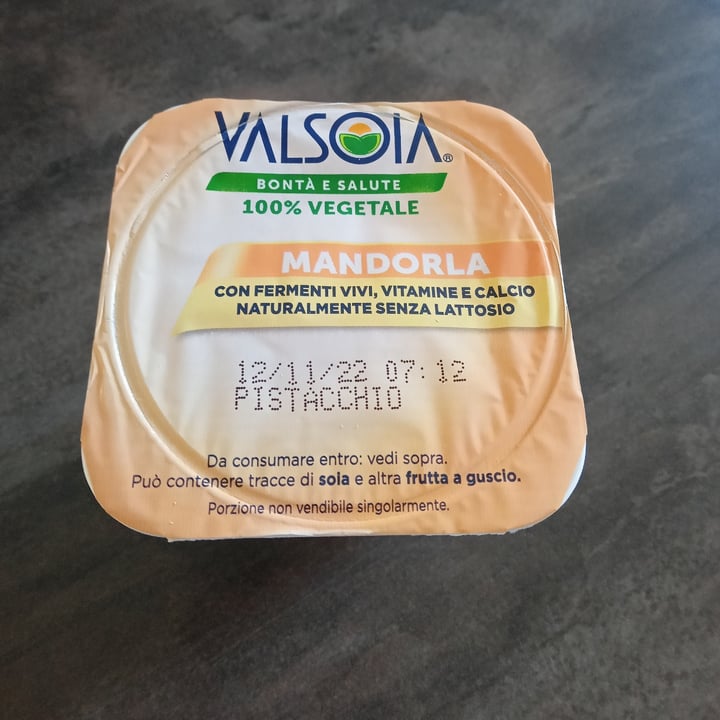 VALSOIA®
BONTÀ E SALUTE
100% VEGETALE
MANDORLA
CON FERMENTI VIVI, VITAMINE E CALCIO
NATURALMENTE SENZA LATTOSIO
12/11/22 07:12
PISTACCHIO
Da consumare entro: vedi sopra.
Può contenere tracce di soia e altra frutta a guscio.
Porzione non vendibile singolarmente.